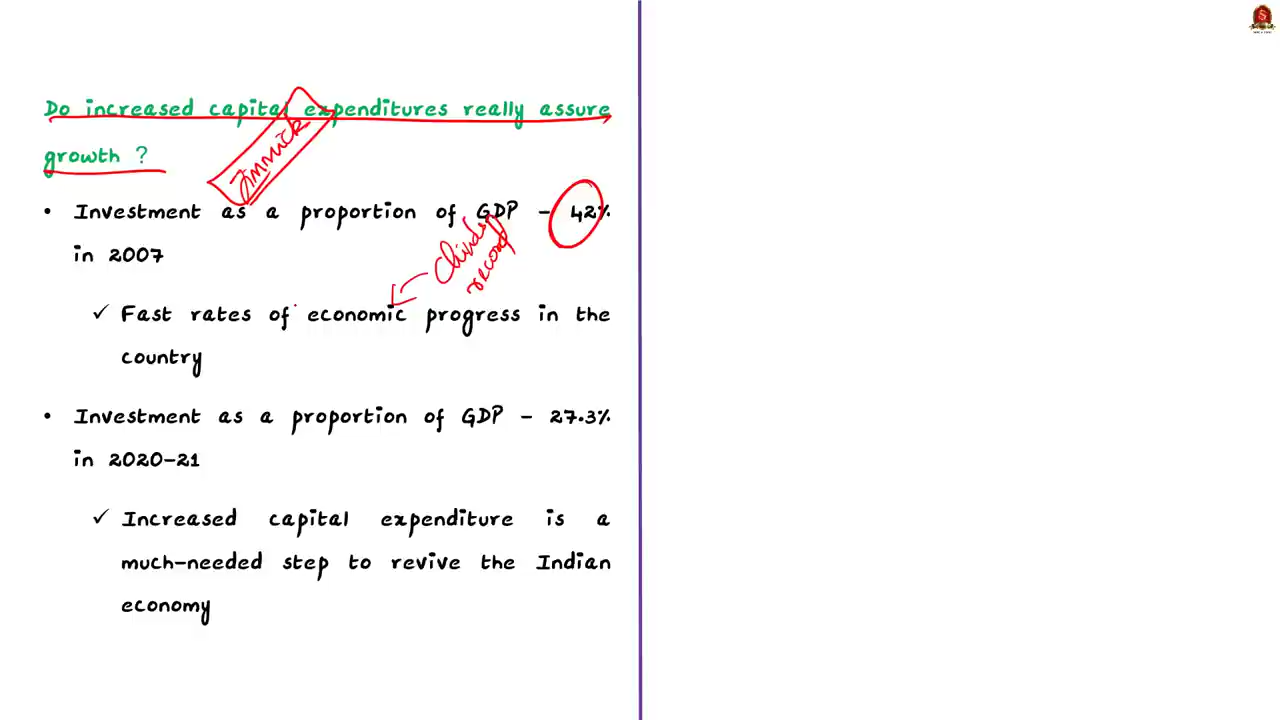 Do increased capital expenditures really assure
growth ?
Jimmick
• Investment as a proportion of GDP - 42%
in 2007
record
✓ Fast rates of economic progress in the
country
• Investment as a proportion of GDP - 27.3%
in 2020-21
✓ Increased capital expenditure is a
much-needed step to revive the Indian
economy